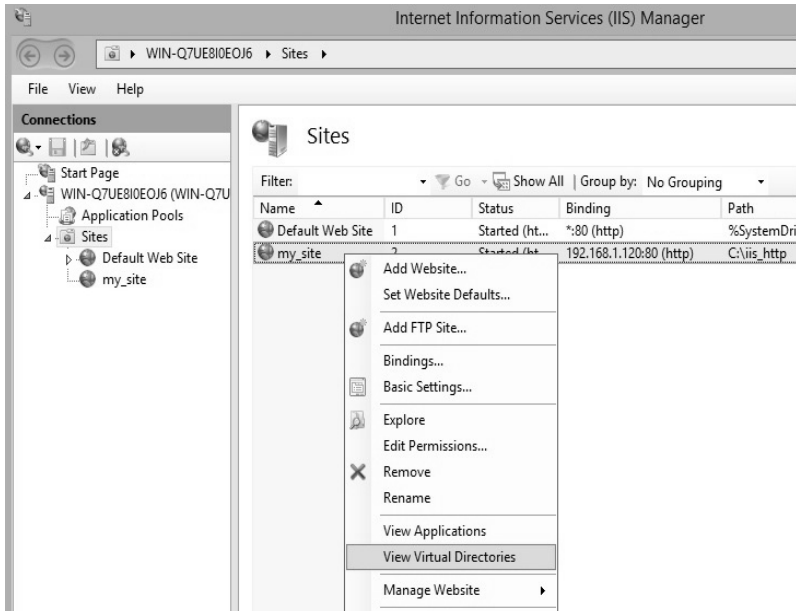 Internet Information Services (IIS) Manager
WIN-Q7UE8I0EOJ6 Sites
File View Help
Connections
Start Page
WIN-Q7UE8I0EOJ6 (WIN-Q7U
Application Pools
Sites
Default Web Site
my_site
Sites
Filter: Go Show All Group by: No Grouping
Name ID Status Binding Path
Default Web Site 1 Started (ht... *:80 (http) %SystemDri
my_site 2 Started (ht... 192.168.1.120:80 (http) C:\iis_http
Add Website...
Set Website Defaults...
Add FTP Site...
Bindings...
Basic Settings...
Explore
Edit Permissions...
Remove
Rename
View Applications
View Virtual Directories
Manage Website